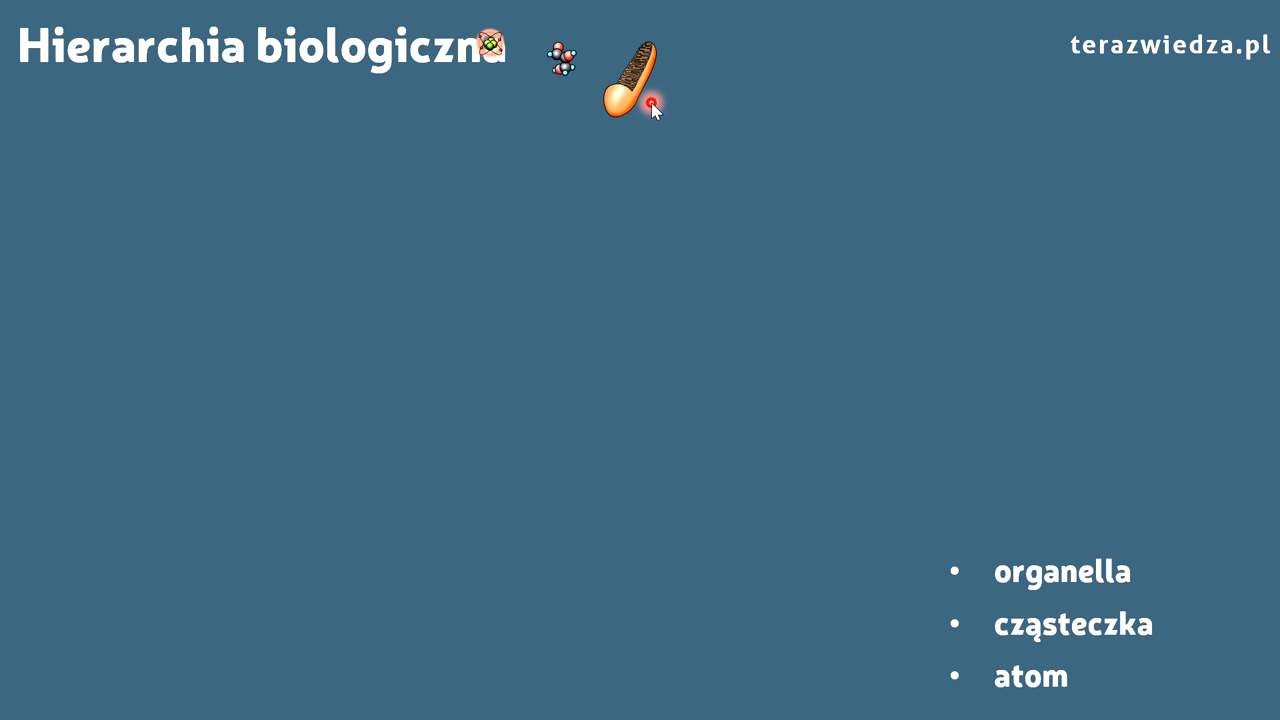 Hierarchia biologiczna
terazwiedza.pl
• organella
• cząsteczka
• atom